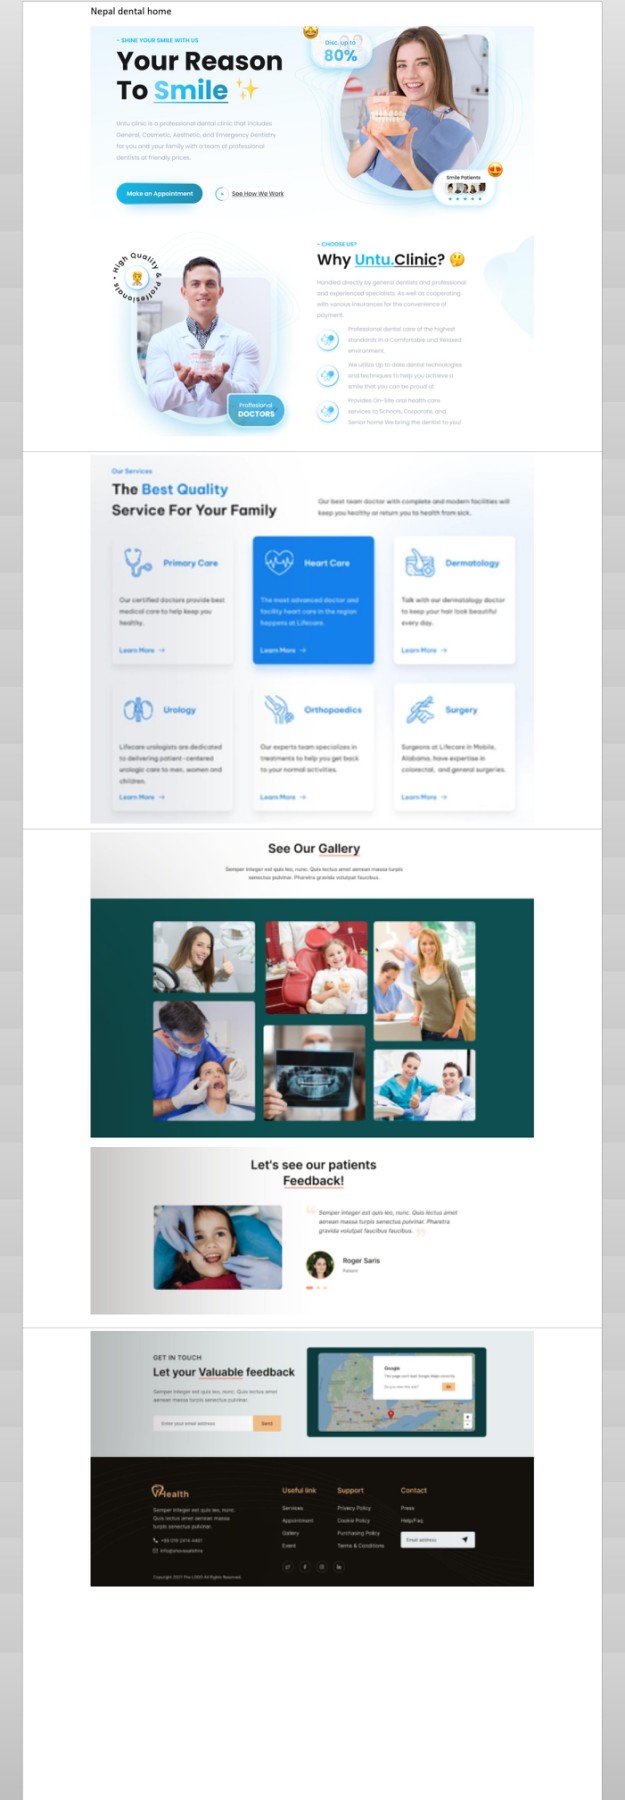 Nepal dental home
- SHINE YOUR SMILE WITH US
Your Reason
To Smile
Untu clinic is a professional dental clinic that includes
General, Cosmetic, Aesthetic, and Emergency Dentistry
for you and your family with a team of professional
dentists at friendly prices.
Make an Appointment
See How We Work
Disc. up to
80%
Smile Patients
High Quality & Professionals
Professional
DOCTORS
- CHOOSE US?
Why Untu.Clinic?
Handled directly by general dentists and professional
and experienced specialists. As well as cooperating
with various insurances for the convenience of
payment.
Professional dental care of the highest
standards in a Comfortable and Relaxed
environment.
We utilize up to date dental technologies
and techniques to help you achieve a
smile that you can be proud of
Provides On-Site oral health care
services to Schools, Corporate, and
Senior home We bring the dentist to your
Our Services
The Best Quality
Service For Your Family
Our best team doctor with complete and modern facilities will
keep you healthy or return you to health from sick.
Primary Care
Our certified doctors provide best
medical care to help keep you
healthy.
Learn More →
Heart Care
The most advanced doctor and
facility heart care in the region
happens at Lifecare.
Learn More →
Dermatology
Talk with our dermatology doctor
to keep your hair look beautiful
every day.
Learn More →
Urology
Lifecare urologists are dedicated
to delivering patient-centered
urologic care to men, women and
children.
Learn More →
Orthopaedics
Our experts team specializes in
treatments to help you get back
to your normal activities.
Learn More →
Surgery
Surgeons at Lifecare in Mobile,
Alabama, have expertise in
colorectal, and general surgeries.
Learn More →
See Our Gallery
Semper integer est quis leo, nunc. Quis lectus amet aenean massa turpis
senectus pulvinar. Pharetra gravida volutpat faucibus.
Let's see our patients
Feedback!
Semper integer est quis leo, nunc. Quis lectus amet
aenean massa turpis senectus pulvinar. Pharetra
gravida volutpat faucibus faucibus.
Roger Saris
Patient
GET IN TOUCH
Let your Valuable feedback
Semper integer est quis leo, nunc. Quis lectus amet
aenean massa turpis senectus pulvinar.
Enter your email address
Send
Google
This page can't load Google Maps correctly.
Do you own this site?
OK
Health
Semper integer est quis leo, nunc.
Quis lectus amet aenean massa
turpis senectus pulvinar.
Useful link
Services
Appointment
Gallery
Event
Support
Privacy Policy
Cookie Policy
Purchasing Policy
Terms & Conditions
Contact
Press
Help/Faq
Email address